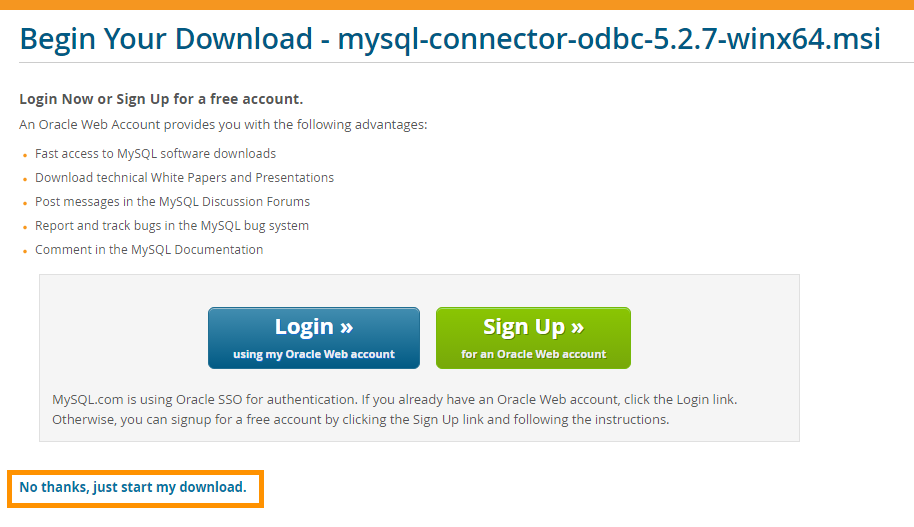 Begin Your Download - mysql-connector-odbc-5.2.7-winx64.msi
Login Now or Sign Up for a free account.
An Oracle Web Account provides you with the following advantages:
Fast access to MySQL software downloads
Download technical White Papers and Presentations
Post messages in the MySQL Discussion Forums
Report and track bugs in the MySQL bug system
Comment in the MySQL Documentation
Login »
using my Oracle Web account
Sign Up »
for an Oracle Web account
MySQL.com is using Oracle SSO for authentication. If you already have an Oracle Web account, click the Login link.
Otherwise, you can signup for a free account by clicking the Sign Up link and following the instructions.
No thanks, just start my download.